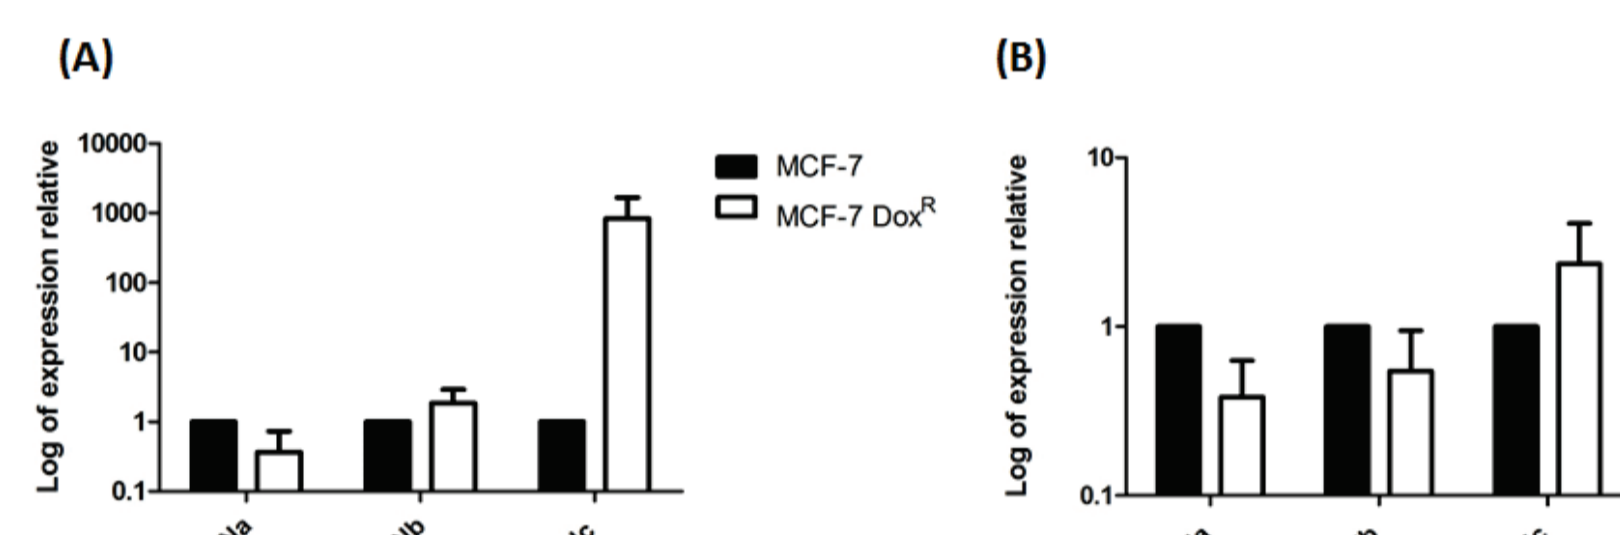 (A)
(B)
Log of expression relative
10000
1000
100
10
1
0.1
MCF-7
MCF-7 Dox^R
Log of expression relative
10
1
0.1